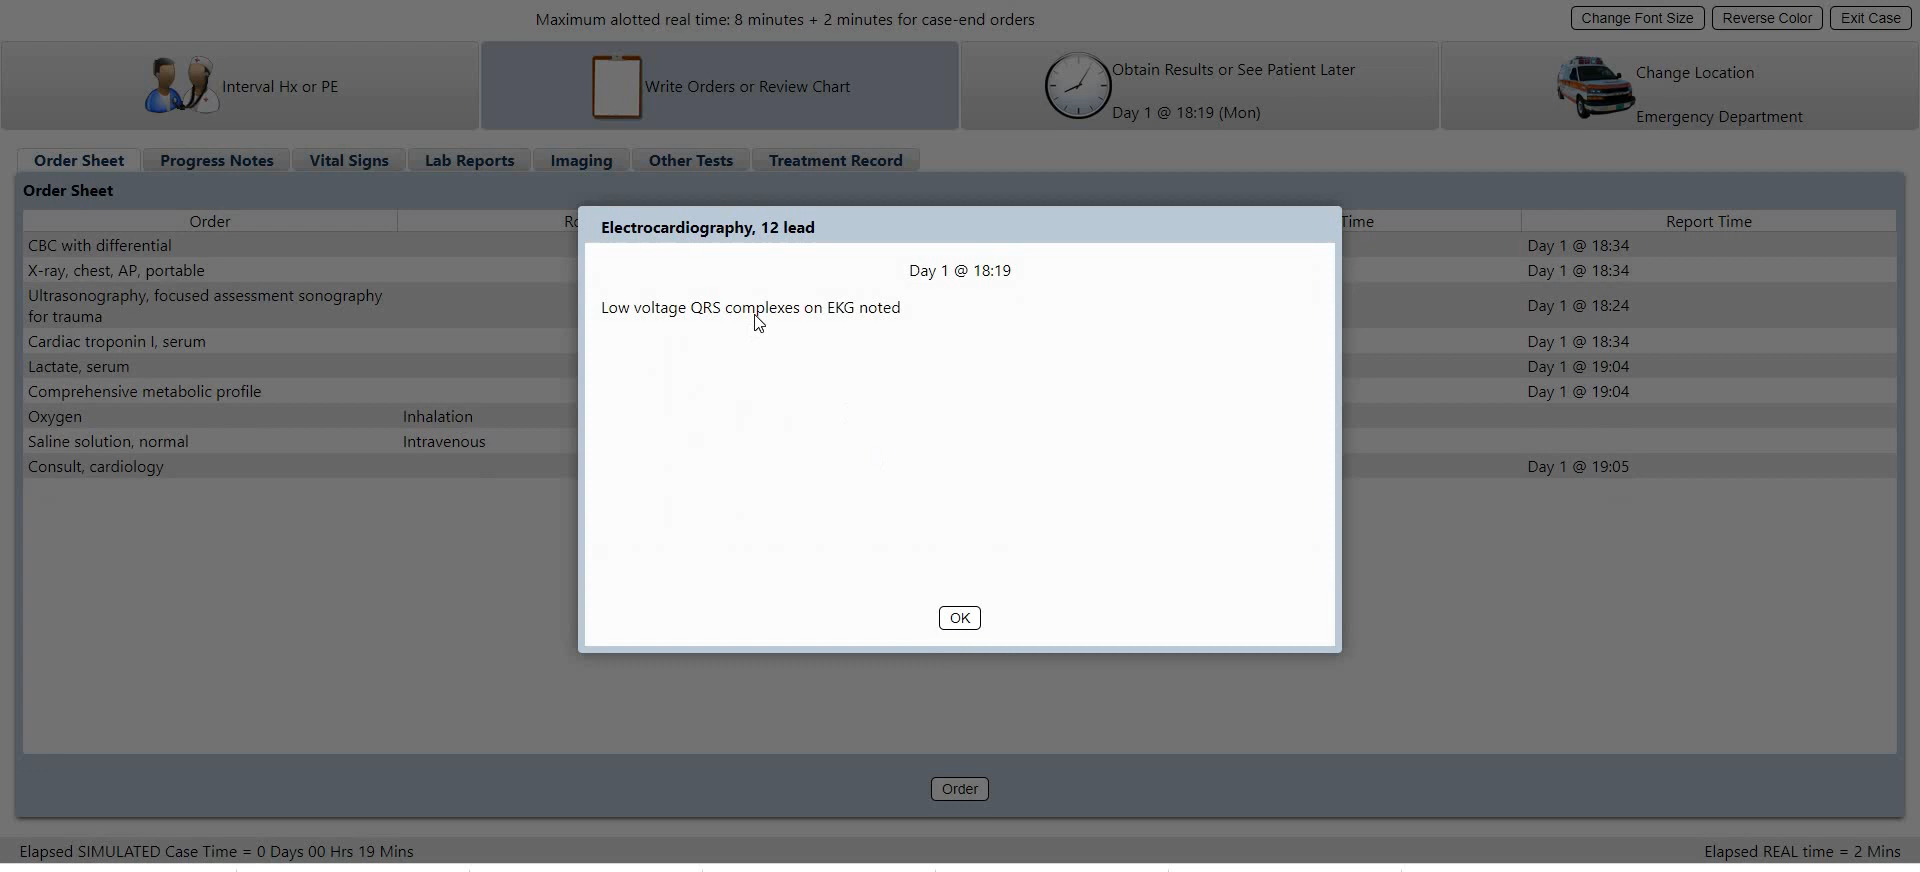 Maximum alotted real time: 8 minutes + 2 minutes for case-end orders
Change Font Size
Reverse Color
Exit Case
Interval Hx or PE
Write Orders or Review Chart
Obtain Results or See Patient Later
Day 1 @ 18:19 (Mon)
Change Location
Emergency Department
Order Sheet
Progress Notes
Vital Signs
Lab Reports
Imaging
Other Tests
Treatment Record
Order Sheet
Order
Ro
Time
Report Time
CBC with differential
Day 1 @ 18:34
X-ray, chest, AP, portable
Day 1 @ 18:34
Ultrasonography, focused assessment sonography
for trauma
Day 1 @ 18:24
Cardiac troponin I, serum
Day 1 @ 18:34
Lactate, serum
Day 1 @ 19:04
Comprehensive metabolic profile
Day 1 @ 19:04
Oxygen
Inhalation
Saline solution, normal
Intravenous
Consult, cardiology
Day 1 @ 19:05
Electrocardiography, 12 lead
Day 1 @ 18:19
Low voltage QRS complexes on EKG noted
OK
Order
Elapsed SIMULATED Case Time = 0 Days 00 Hrs 19 Mins
Elapsed REAL time = 2 Mins